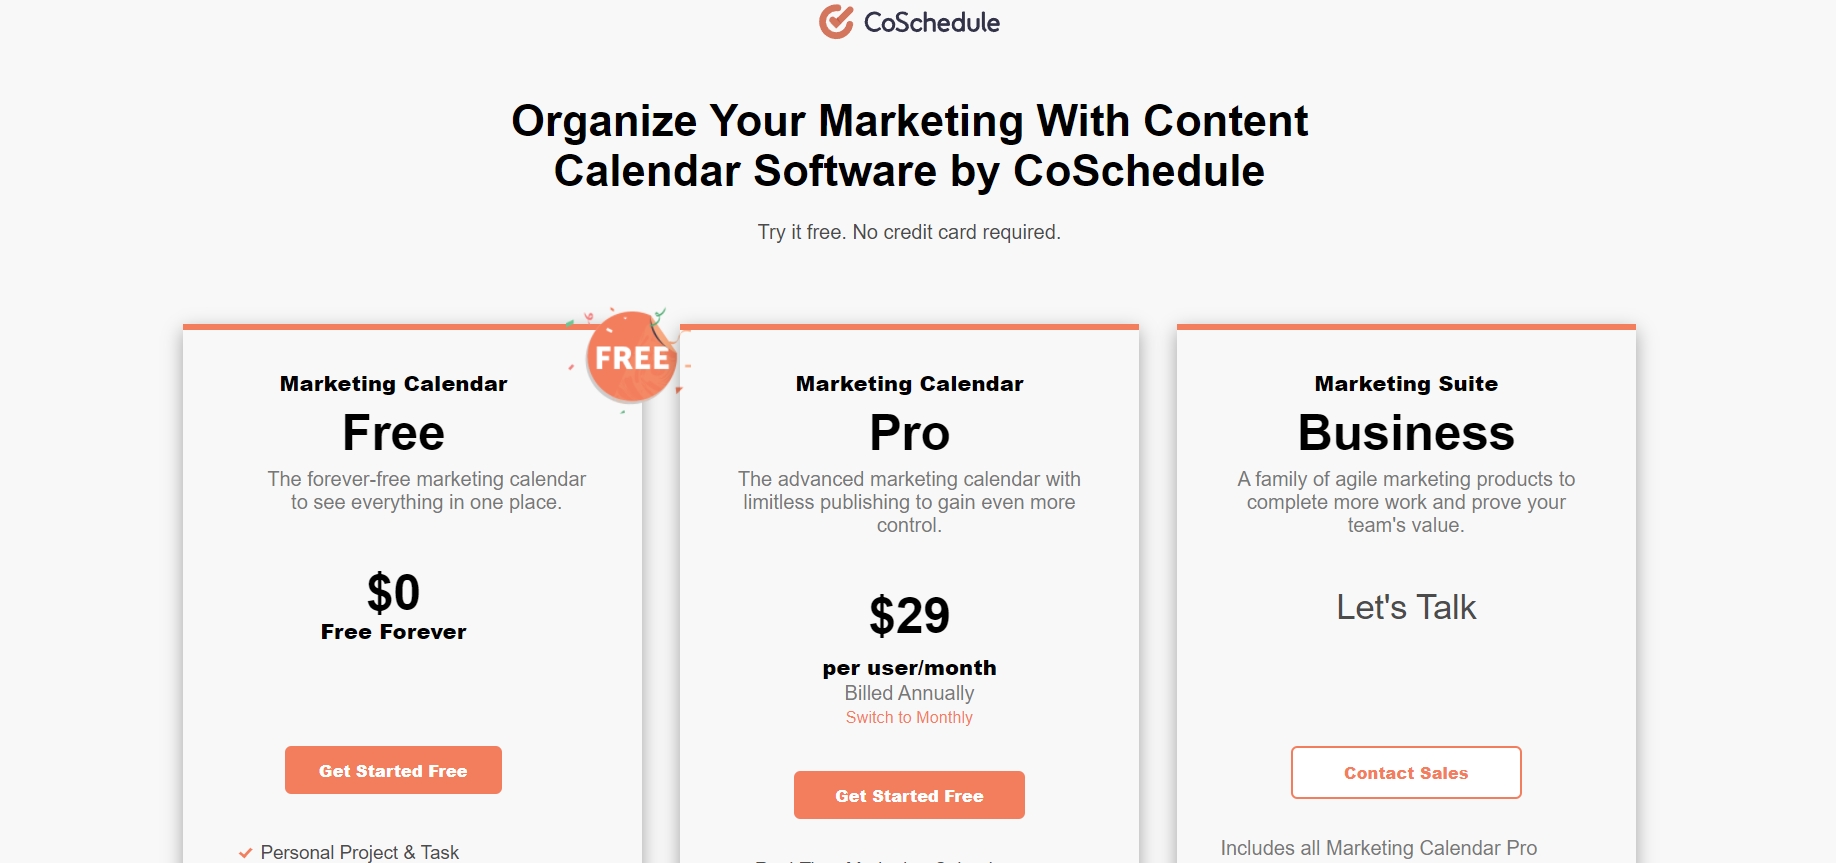 CoSchedule
Organize Your Marketing With Content
Calendar Software by CoSchedule
Try it free. No credit card required.
FREE
Marketing Calendar
Free
The forever-free marketing calendar
to see everything in one place.
$0
Free Forever
Get Started Free
Personal Project & Task
Marketing Calendar
Pro
The advanced marketing calendar with
limitless publishing to gain even more
control.
$29
per user/month
Billed Annually
Switch to Monthly
Get Started Free
Marketing Suite
Business
A family of agile marketing products to
complete more work and prove your
team's value.
Let's Talk
Contact Sales
Includes all Marketing Calendar Pro